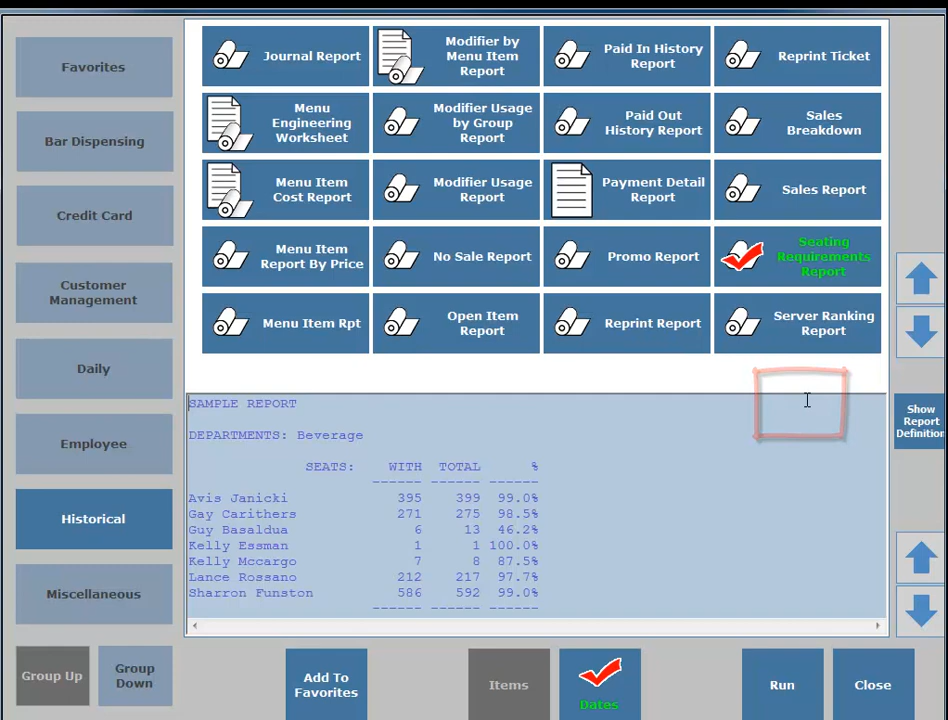 Favorites
Bar Dispensing
Credit Card
Customer
Management
Daily
Employee
Historical
Miscellaneous
Group Up
Group
Down
Journal Report
Modifier by
Menu Item
Report
Paid In History
Report
Reprint Ticket
Menu
Engineering
Worksheet
Modifier Usage
by Group
Report
Paid Out
History Report
Sales
Breakdown
Menu Item
Cost Report
Modifier Usage
Report
Payment Detail
Report
Sales Report
Menu Item
Report By Price
No Sale Report
Promo Report
Seating
Requirements
Report
Menu Item Rpt
Open Item
Report
Reprint Report
Server Ranking
Report
SAMPLE REPORT
DEPARTMENTS: Beverage
SEATS: WITH TOTAL %
------ ------ ------
Avis Janicki 395 399 99.0%
Gay Carithers 271 275 98.5%
Guy Basaldua 6 13 46.2%
Kelly Essman 1 1 100.0%
Kelly Mccargo 7 8 87.5%
Lance Rossano 212 217 97.7%
Sharron Funston 586 592 99.0%
------ ------ ------
Show
Report
Definition
Add To
Favorites
Items
Dates
Run
Close